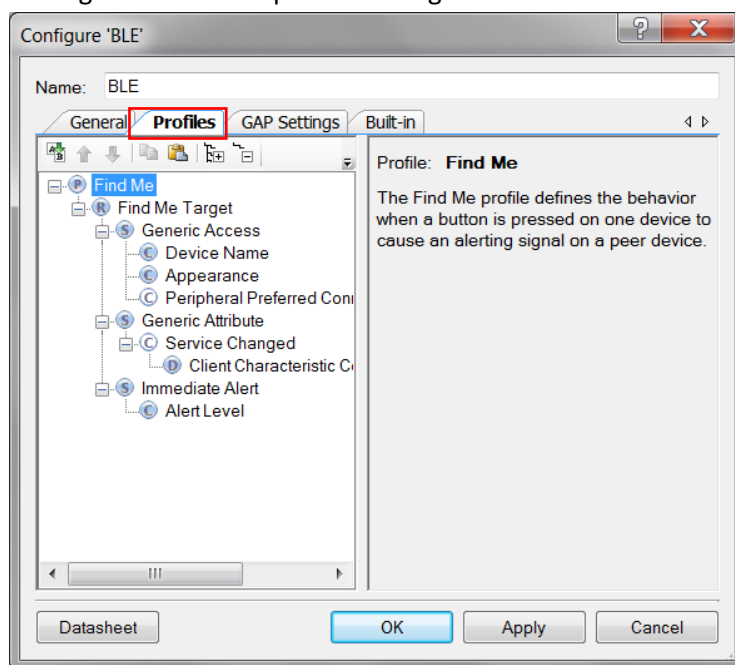 Configure 'BLE'
Name: BLE
General Profiles GAP Settings Built-in
P Find Me
R Find Me Target
S Generic Access
C Device Name
C Appearance
C Peripheral Preferred
S Generic Attribute
C Service Changed
D Client Characteristic
S Immediate Alert
C Alert Level
Profile: Find Me
The Find Me profile defines the behavior
when a button is pressed on one device to
cause an alerting signal on a peer device.
Datasheet OK Apply Cancel